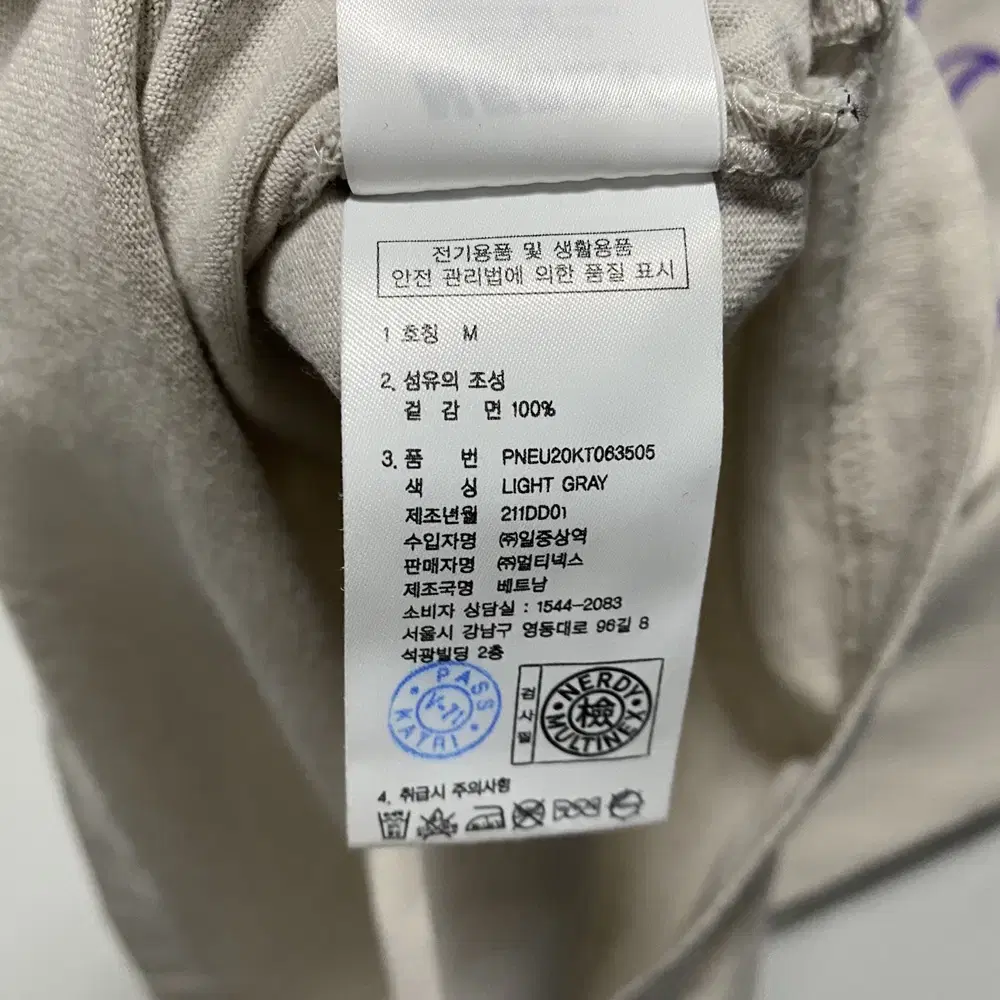 전기용품 및 생활용품
안전 관리법에 의한 품질 표시
1 호칭 M
2. 섬유의 조성
겉 감 면 100%
3. 품 번 PNEU20KT063505
색 싱 LIGHT GRAY
제조년월 211DD01
수입자명 ㈜일중상역
판매자명 ㈜멀티넥스
제조국명 베트남
소비자 상담실 : 1544-2083
서울시 강남구 영동대로 96길 8
석광빌딩 2층
PASS
V-11
KATRI
NERDY
檢
MULTINEX
4. 취급시 주의사항